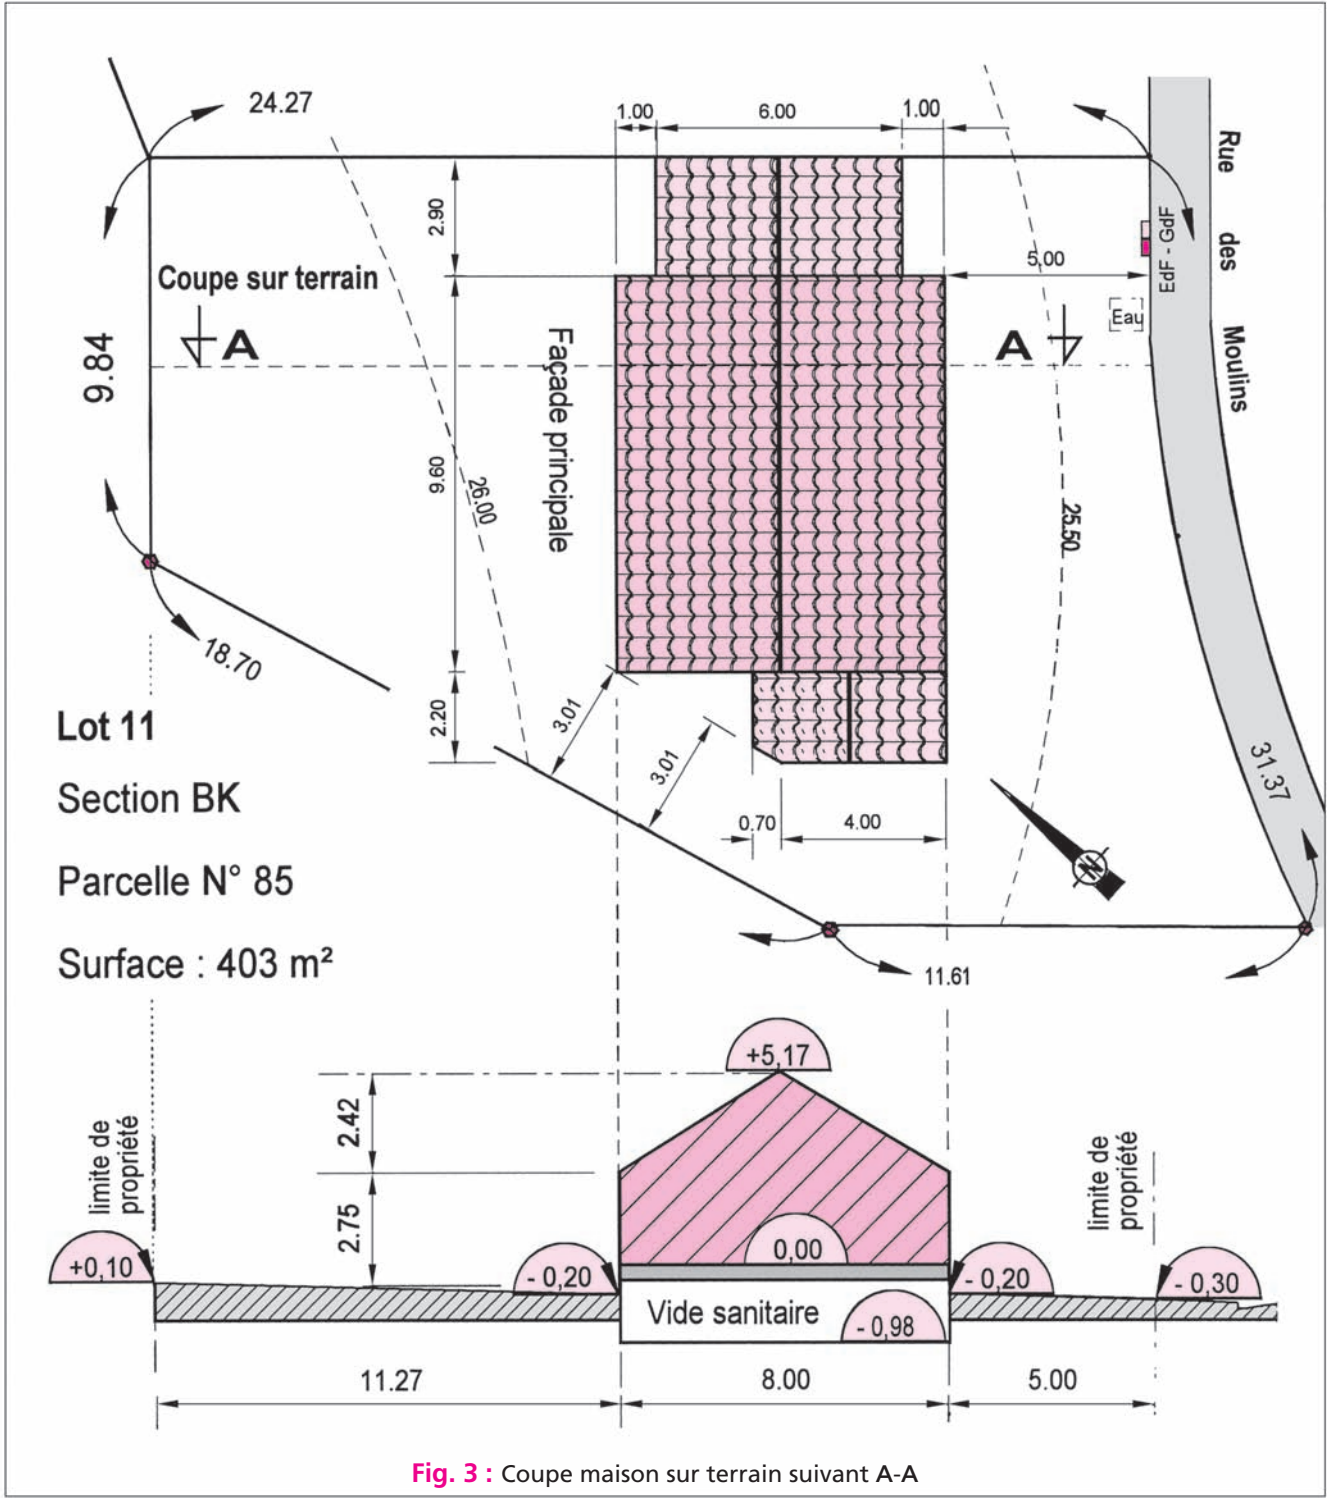 24.27
1.00
6.00
1.00
2.90
Rue des Moulins
EdF - GdF
5.00
Coupe sur terrain
Eau
A
A
9.84
Façade principale
9.60
26.00
25.50
18.70
Lot 11
3.01
2.20
3.01
31.37
Section BK
0.70
4.00
N
Parcelle N° 85
Surface : 403 m²
11.61
+5,17
2.42
limite de
propriété
limite de
propriété
2.75
0,00
+0,10
- 0,20
- 0,20
- 0,30
Vide sanitaire
- 0,98
11.27
8.00
5.00
Fig. 3 : Coupe maison sur terrain suivant A-A